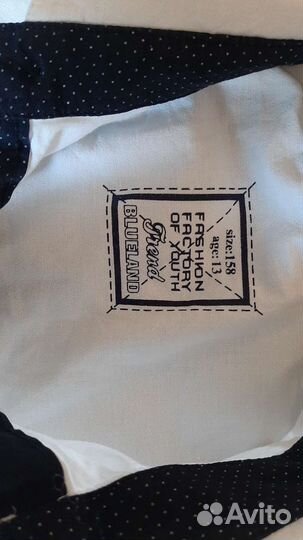 size:158
age: 13
FASHION
FACTORY
OF YOUTH
Trend
BLUELAND
Avito